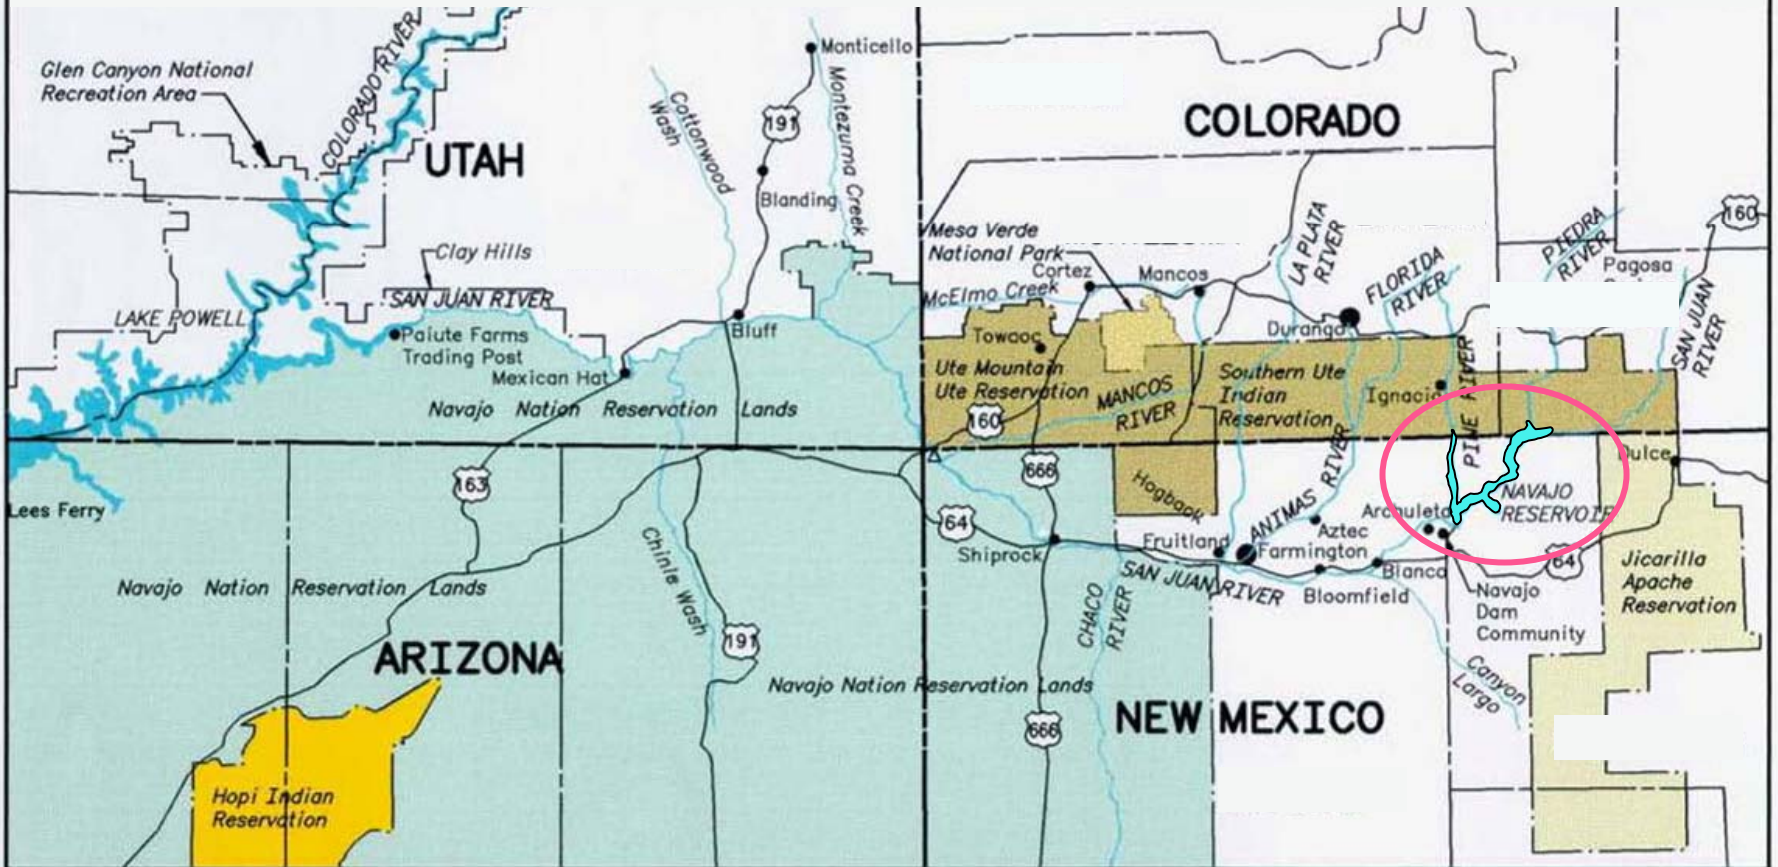 Glen Canyon National
Recreation Area
COLORADO RIVER
UTAH
Cottonwood
Wash
191
Monticello
Montezuma Creek
Blanding
Clay Hills
SAN JUAN RIVER
LAKE POWELL
Paiute Farms
Trading Post
Mexican Hat
Bluff
Navajo Nation Reservation Lands
Lees Ferry
163
Chinle Wash
Navajo Nation Reservation Lands
191
ARIZONA
Hopi Indian
Reservation
Navajo Nation Reservation Lands
COLORADO
Mesa Verde
National Park
Cortez
Mancos
McElmo Creek
LA PLATA
RIVER
FLORIDA
RIVER
PIEDRA
RIVER
160
Pagosa
SAN JUAN
RIVER
Towaoc
Durango
Ute Mountain
Ute Reservation
MANCOS
RIVER
160
Southern Ute
Indian
Reservation
Ignacio
PINE RIVER
666
Hogback
ANIMAS RIVER
Dulce
NAVAJO
RESERVOIR
Archuleta
64
Shiprock
Fruitland
Aztec
Farmington
Blanco
64
SAN JUAN RIVER
Bloomfield
Navajo
Dam
Community
Jicarilla
Apache
Reservation
CHACO
RIVER
Canyon
Largo
NEW MEXICO
666